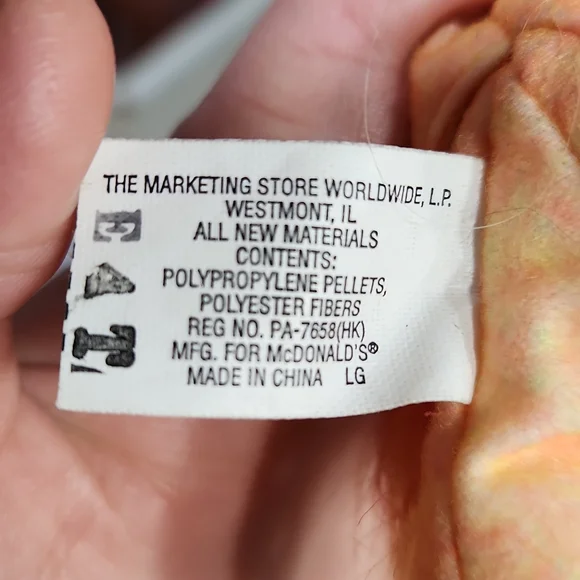 THE MARKETING STORE WORLDWIDE, L.P.
WESTMONT, IL
ALL NEW MATERIALS
CONTENTS:
POLYPROPYLENE PELLETS,
POLYESTER FIBERS
REG NO. PA-7658(HK)
MFG. FOR McDONALD'S®
MADE IN CHINA LG